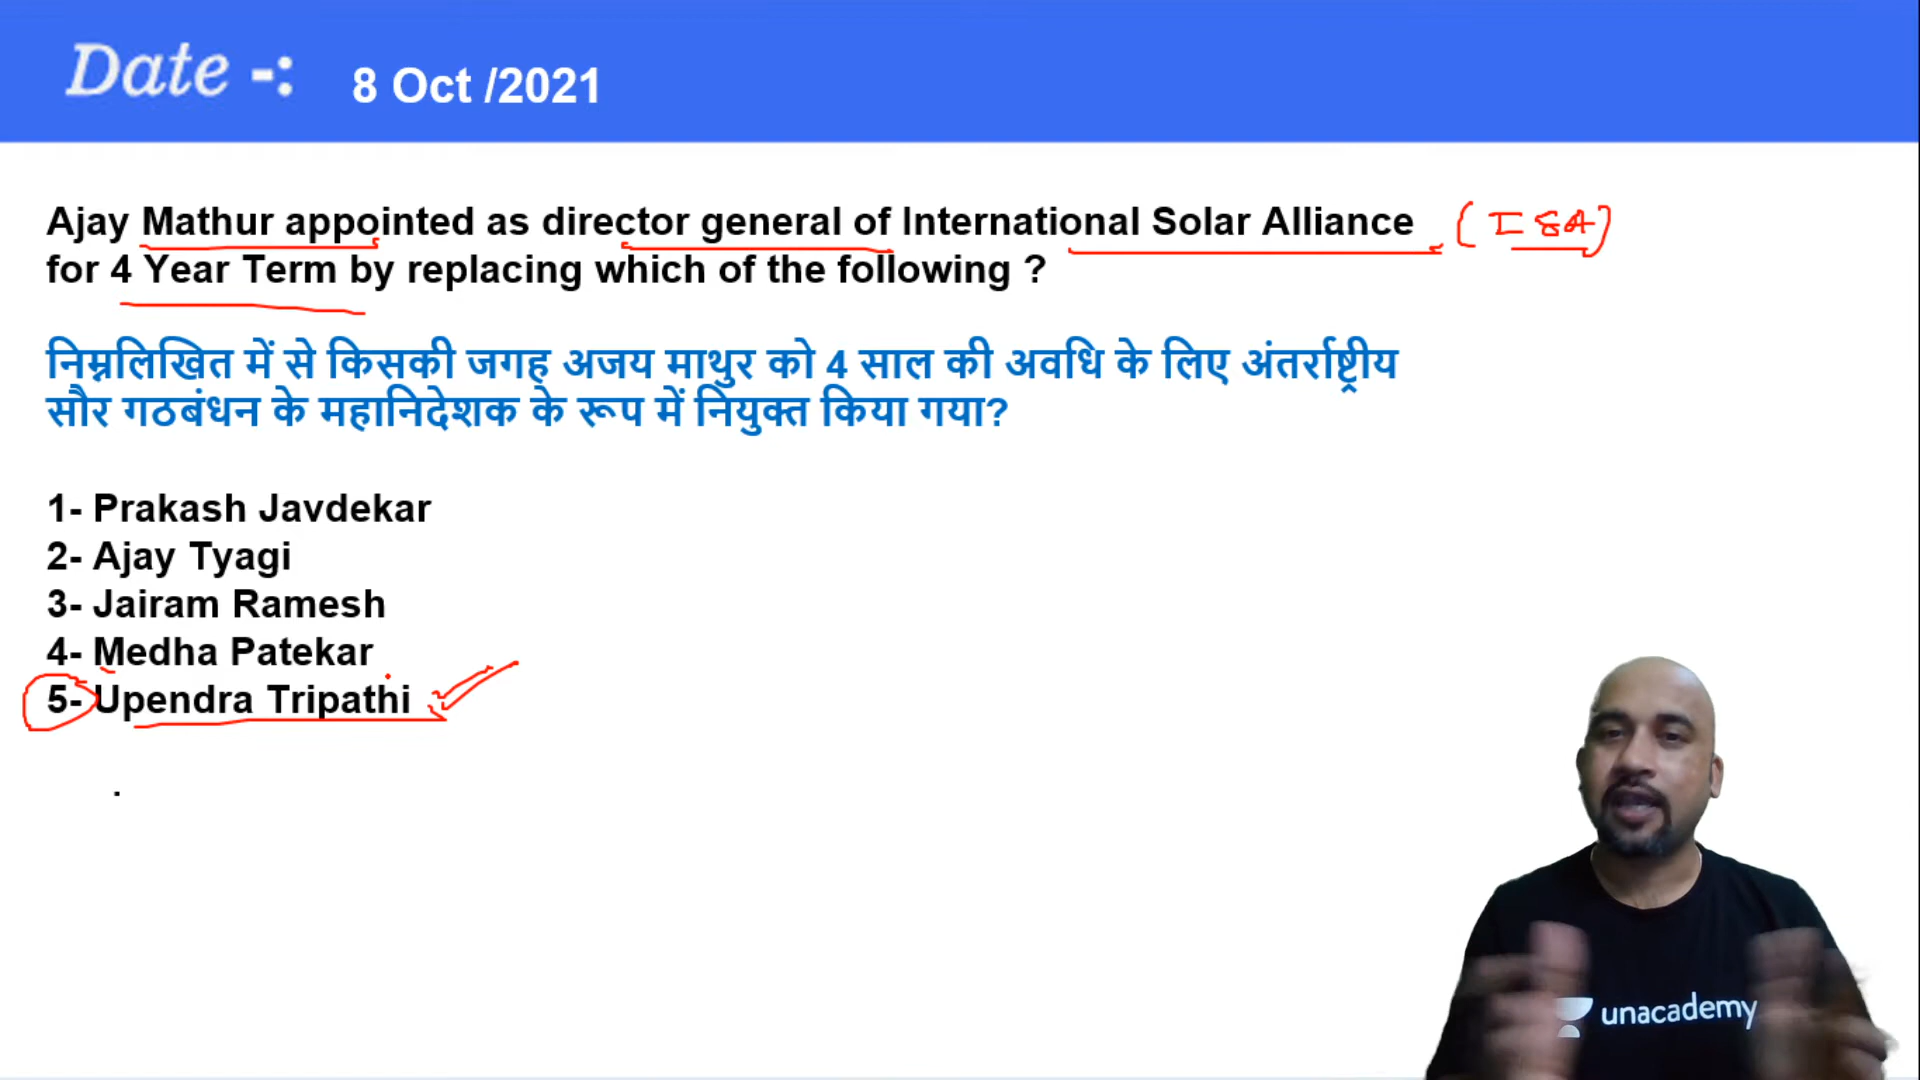 Date -: 8 Oct /2021
Ajay Mathur appointed as director general of International Solar Alliance (ISA)
for 4 Year Term by replacing which of the following ?
निम्नलिखित में से किसकी जगह अजय माथुर को 4 साल की अवधि के लिए अंतर्राष्ट्रीय
सौर गठबंधन के महानिदेशक के रूप में नियुक्त किया गया?
1- Prakash Javdekar
2- Ajay Tyagi
3- Jairam Ramesh
4- Medha Patekar
5- Upendra Tripathi
unacademy